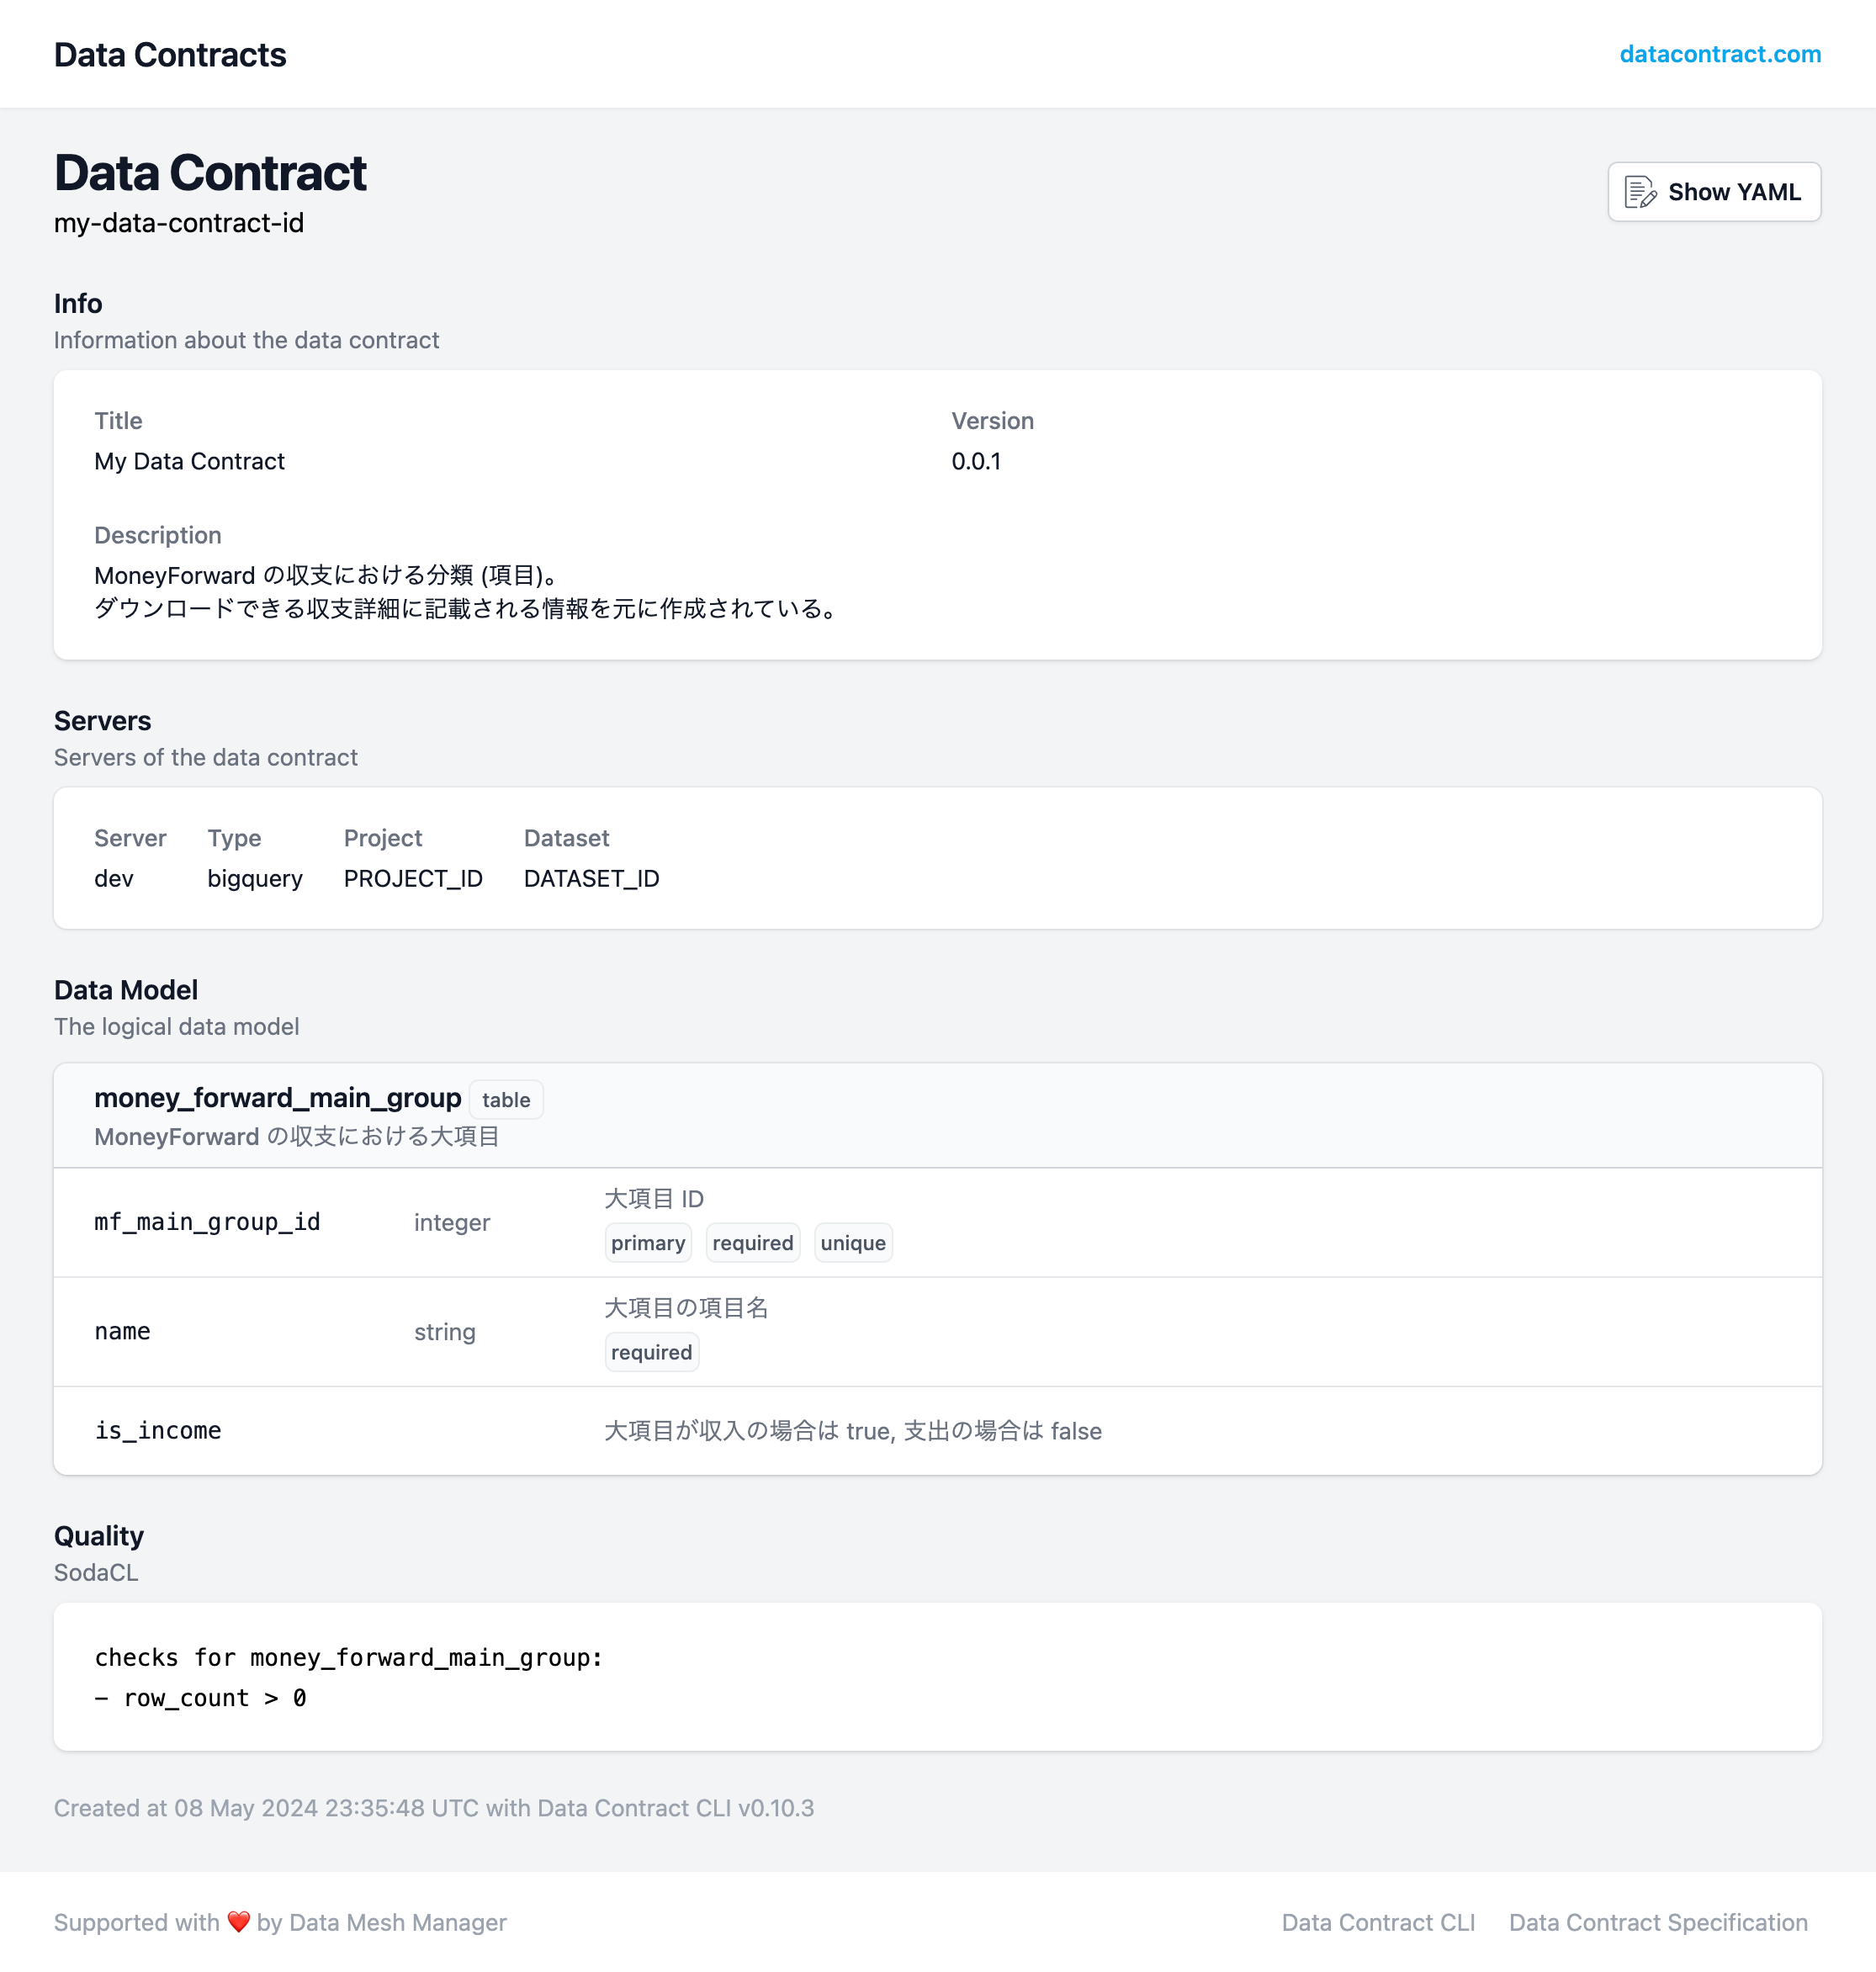 Data Contracts
datacontract.com
Data Contract
my-data-contract-id
Show YAML
Info
Information about the data contract
Title
Version
My Data Contract
0.0.1
Description
MoneyForward の収支における分類 (項目)。
ダウンロードできる収支詳細に記載される情報を元に作成されている。
Servers
Servers of the data contract
Server Type Project Dataset
dev bigquery PROJECT_ID DATASET_ID
Data Model
The logical data model
money_forward_main_group table
MoneyForward の収支における大項目
大項目 ID
mf_main_group_id integer
primary required unique
大項目の項目名
name string
required
is_income 大項目が収入の場合は true, 支出の場合は false
Quality
SodaCL
checks for money_forward_main_group:
- row_count > 0
Created at 08 May 2024 23:35:48 UTC with Data Contract CLI v0.10.3
Supported with ❤️ by Data Mesh Manager
Data Contract CLI Data Contract Specification